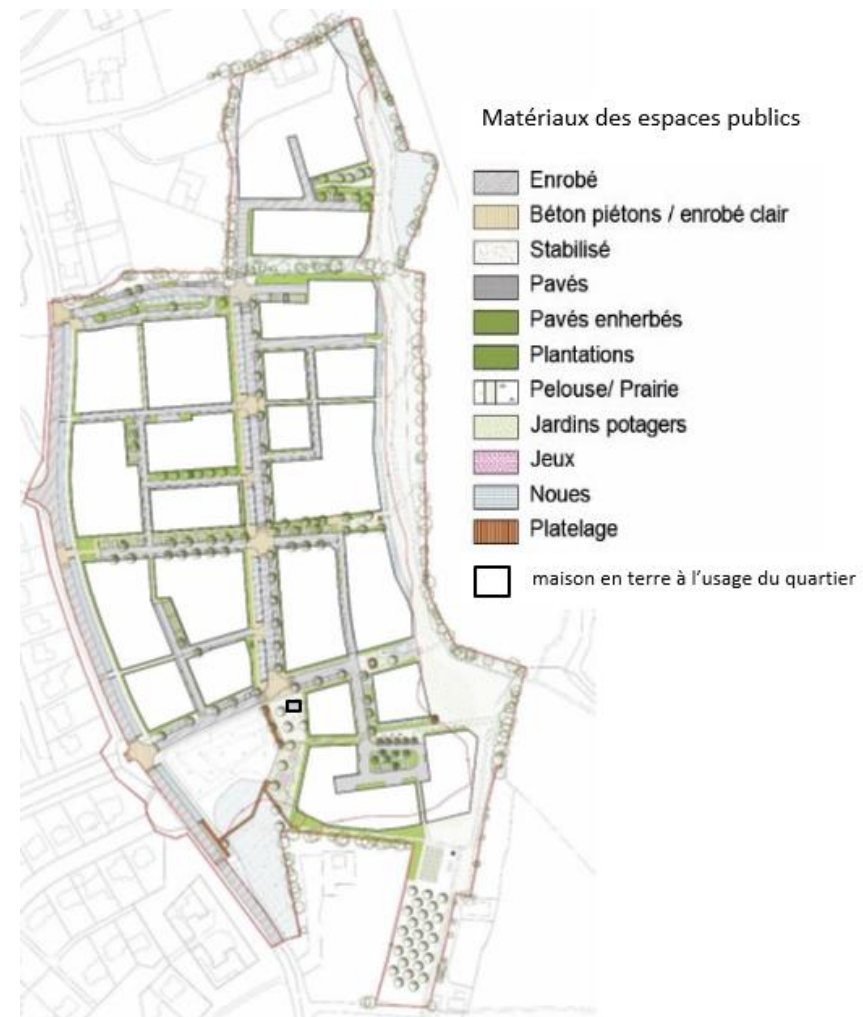 Matériaux des espaces publics
Enrobé
Béton piétons / enrobé clair
Stabilisé
Pavés
Pavés enherbés
Plantations
Pelouse/ Prairie
Jardins potagers
Jeux
Noues
Platelage
maison en terre à l’usage du quartier